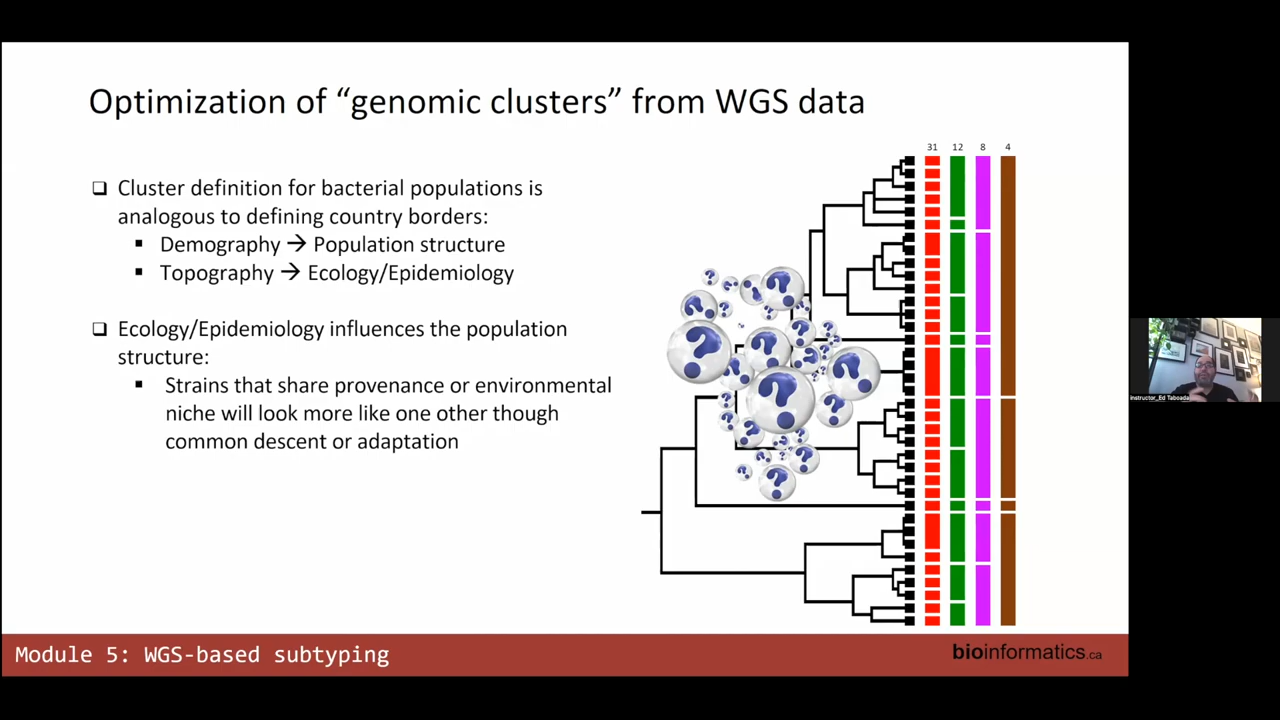 Optimization of “genomic clusters” from WGS data
31 12 8 4
❑ Cluster definition for bacterial populations is
analogous to defining country borders:
▪ Demography → Population structure
▪ Topography → Ecology/Epidemiology
❑ Ecology/Epidemiology influences the population
structure:
▪ Strains that share provenance or environmental
niche will look more like one other though
common descent or adaptation
instructor_Ed Taboada
Module 5: WGS-based subtyping
bioinformatics.ca